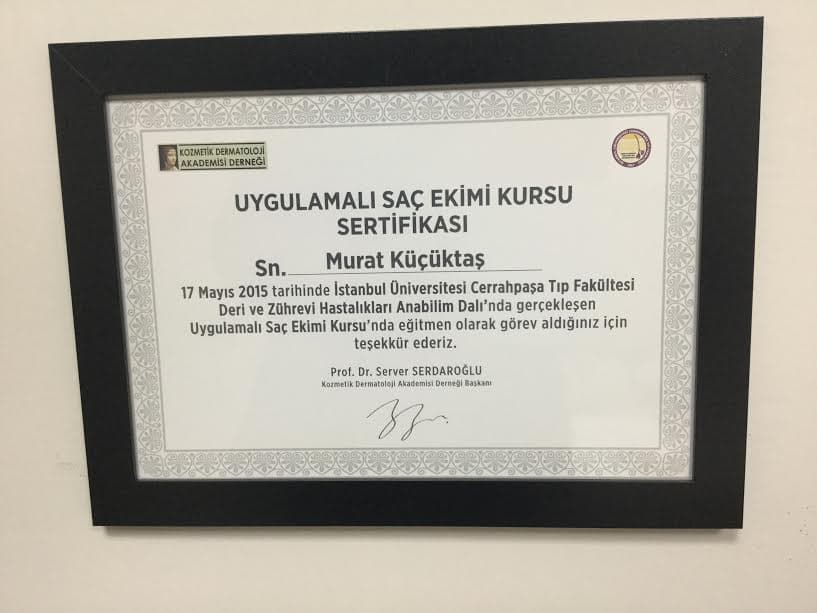 KOZMETİK DERMATOLOJİ
AKADEMİSİ DERNEĞİ
UYGULAMALI SAÇ EKİMİ KURSU
SERTİFİKASI
Sn. Murat Küçüktaş
17 Mayıs 2015 tarihinde İstanbul Üniversitesi Cerrahpaşa Tıp Fakültesi
Deri ve Zührevi Hastalıkları Anabilim Dalı'nda gerçekleşen
Uygulamalı Saç Ekimi Kursu'nda eğitmen olarak görev aldığınız için
teşekkür ederiz.
Prof. Dr. Server SERDAROĞLU
Kozmetik Dermatoloji Akademisi Derneği Başkanı